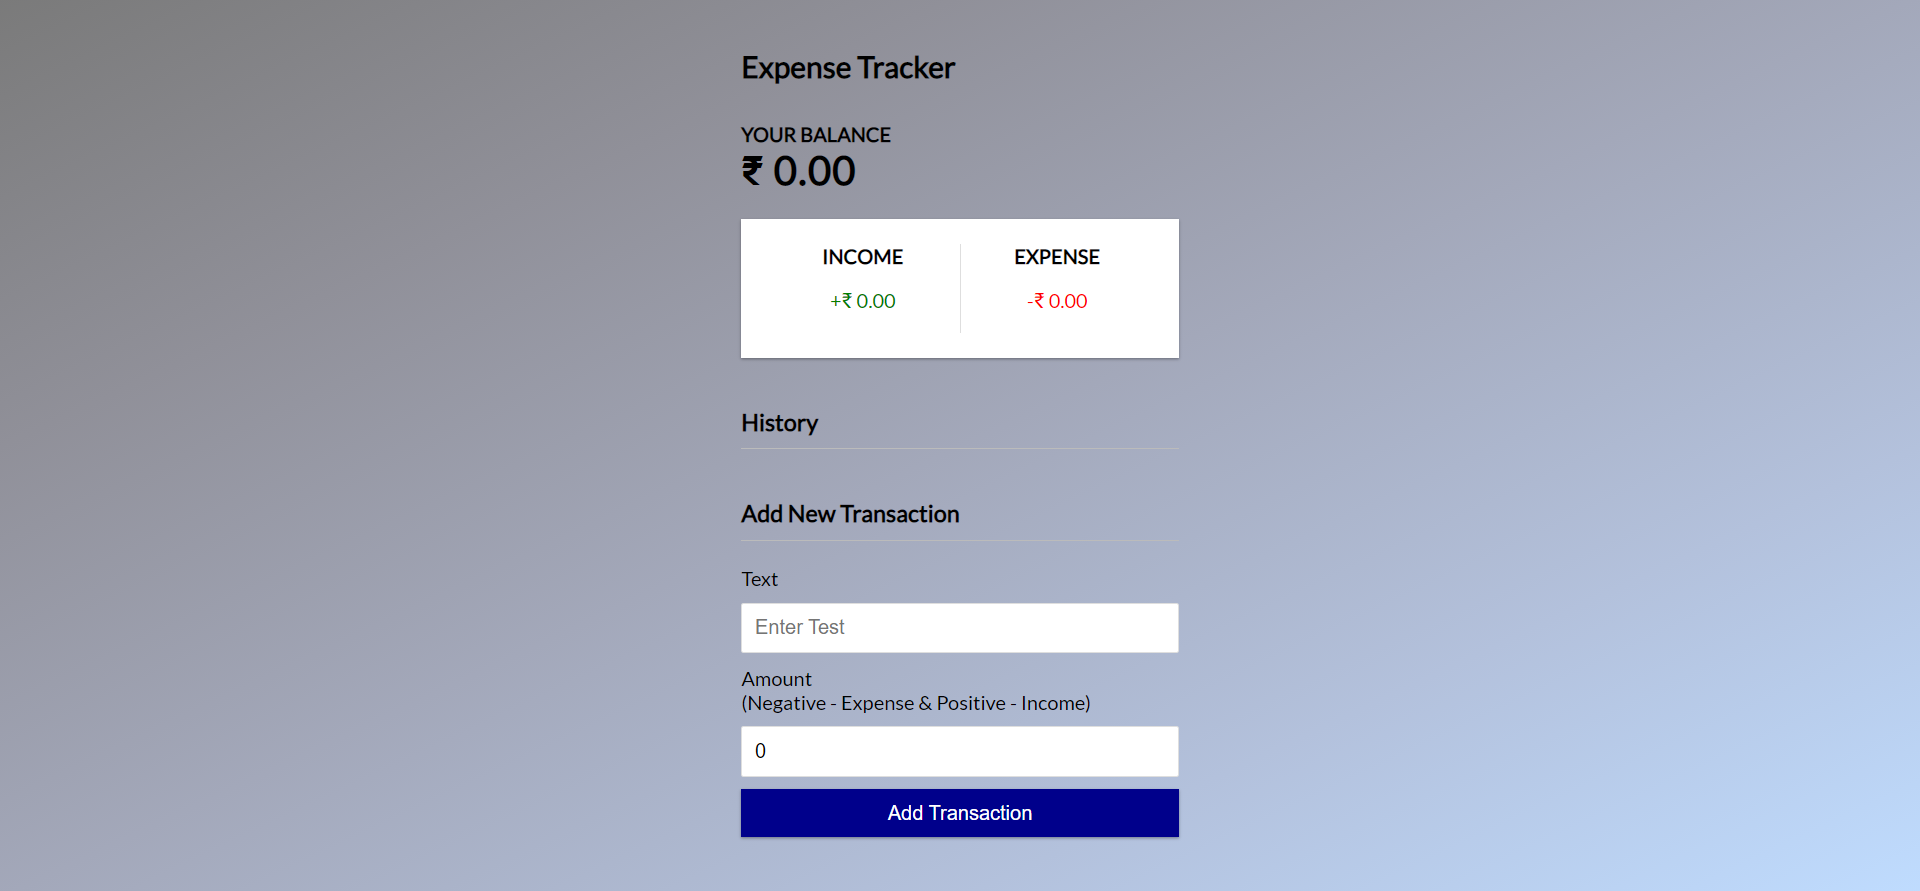 Expense Tracker
YOUR BALANCE
₹ 0.00
INCOME EXPENSE
+₹ 0.00 -₹ 0.00
History
Add New Transaction
Text
Enter Test
Amount
(Negative - Expense & Positive - Income)
0
Add Transaction